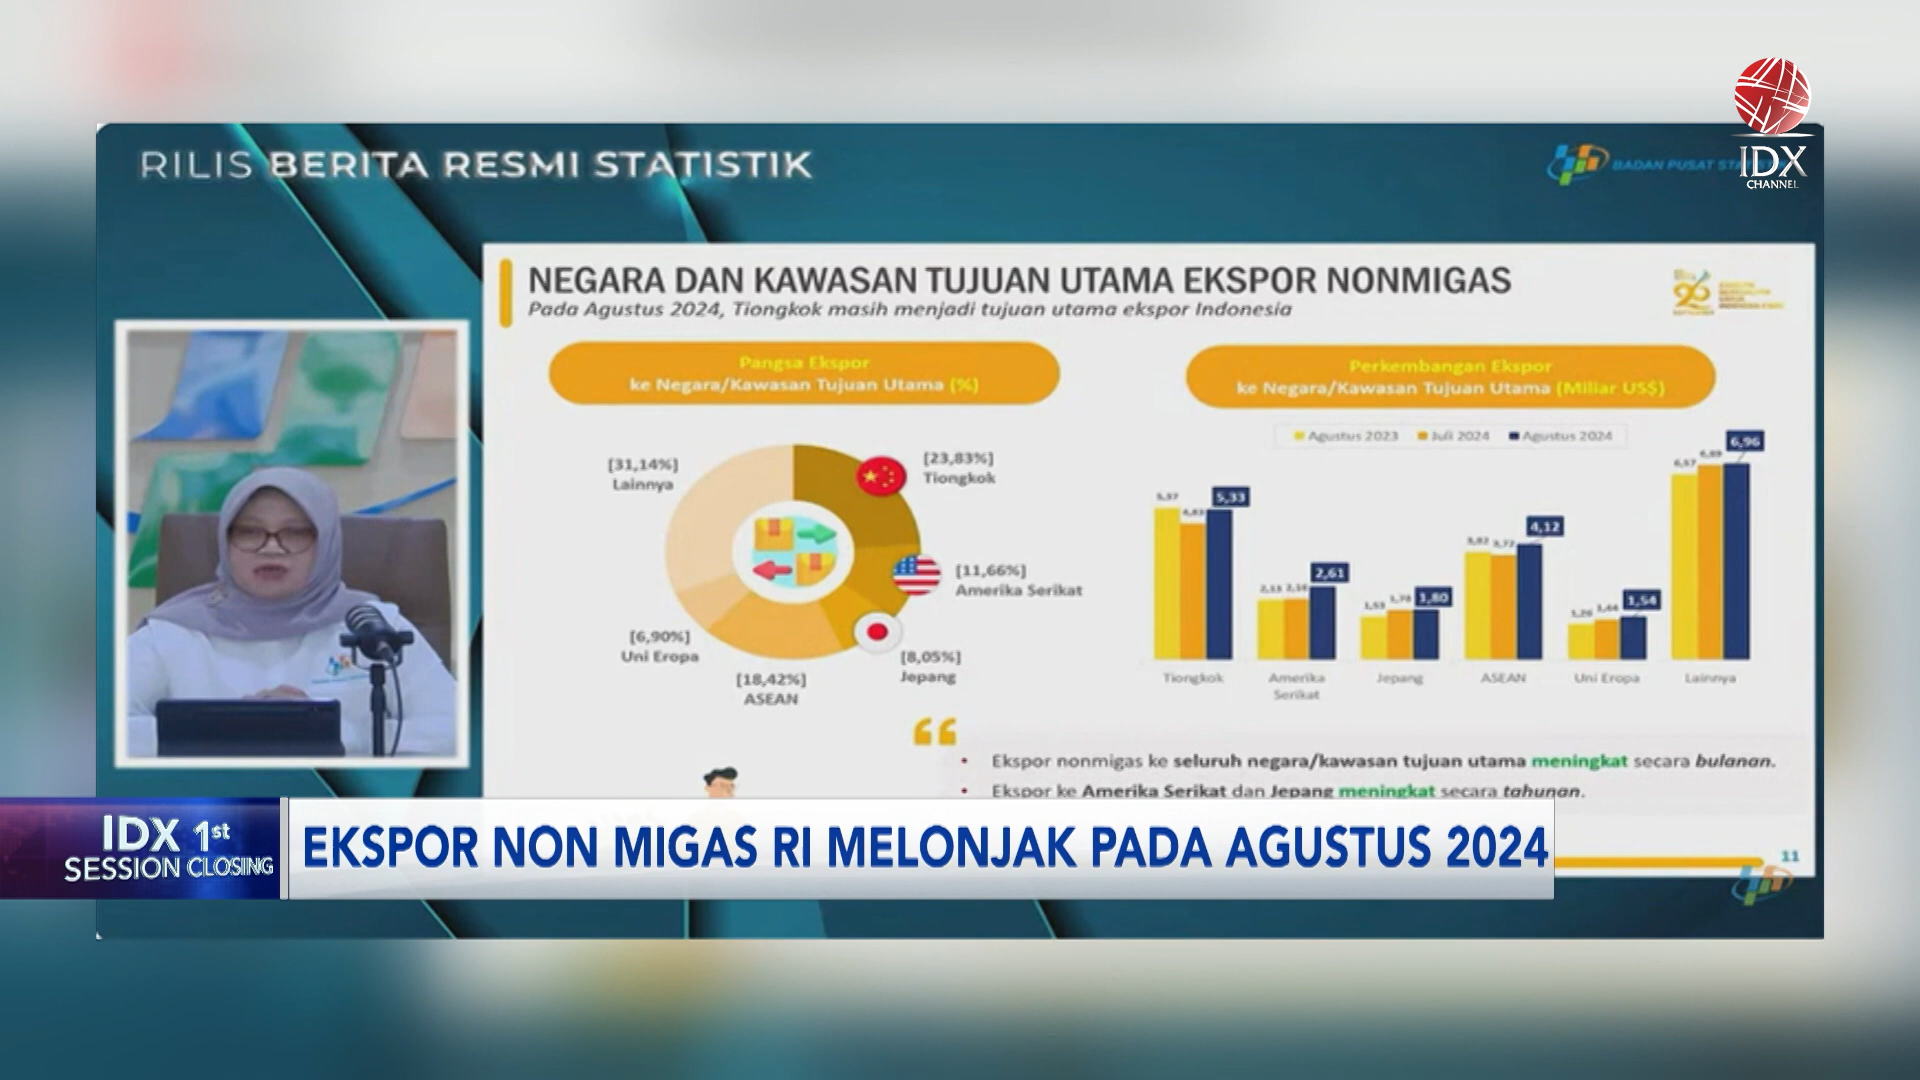 IDX
CHANNEL
RILIS BERITA RESMI STATISTIK
BADAN PUSAT
NEGARA DAN KAWASAN TUJUAN UTAMA EKSPOR NONMIGAS
Pada Agustus 2024, Tiongkok masih menjadi tujuan utama ekspor Indonesia
Pangsa Ekspor
ke Negara/Kawasan Tujuan Utama (%)
[31,14%]
Lainnya
[23,83%]
Tiongkok
[11,66%]
Amerika Serikat
[8,05%]
Jepang
[18,42%]
ASEAN
[6,90%]
Uni Eropa
Perkembangan Ekspor
ke Negara/Kawasan Tujuan Utama (Miliar US$)
Agustus 2023 Juli 2024 Agustus 2024
5,33
2,61
1,80
4,12
1,54
6,96
Tiongkok
Amerika
Serikat
Jepang
ASEAN
Uni Eropa
Lainnya
“
• Ekspor nonmigas ke seluruh negara/kawasan tujuan utama meningkat secara bulanan.
• Ekspor ke Amerika Serikat dan Jepang meningkat secara tahunan.
11
IDX 1st
SESSION CLOSING
EKSPOR NON MIGAS RI MELONJAK PADA AGUSTUS 2024